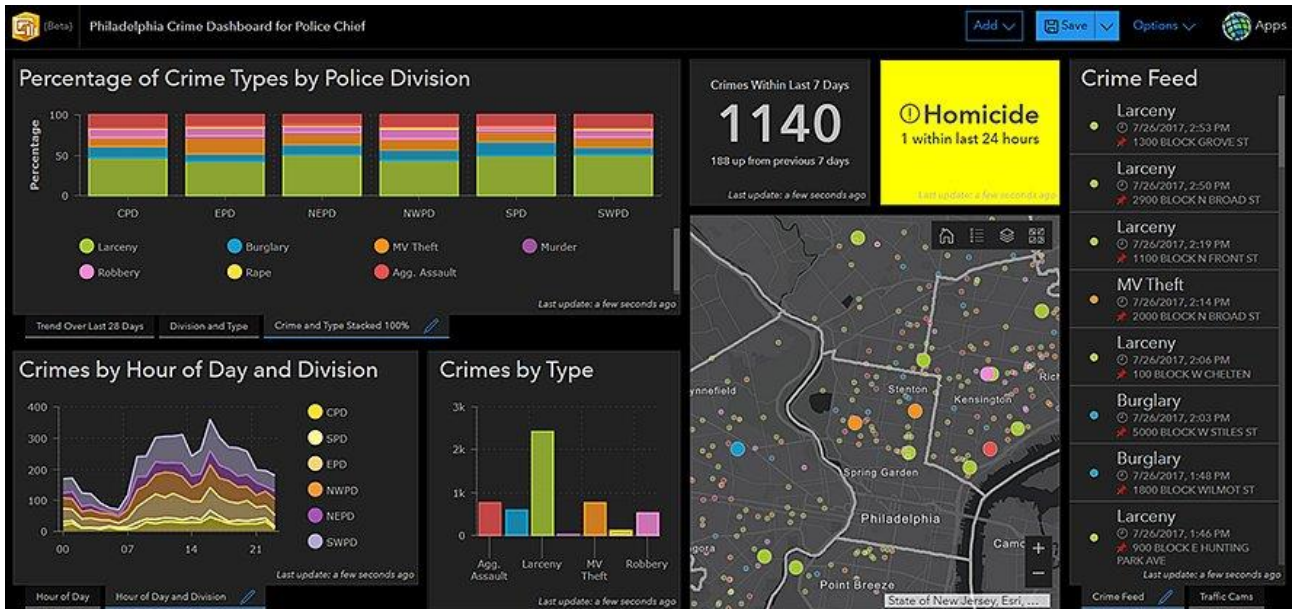 {Beta}
Philadelphia Crime Dashboard for Police Chief
Add
Save
Options
Apps
Percentage of Crime Types by Police Division
Percentage
100
50
0
CPD
EPD
NEPD
NWPD
SPD
SWPD
Larceny
Burglary
MV Theft
Murder
Robbery
Rape
Agg. Assault
Last update: a few seconds ago
Trend Over Last 28 Days
Division and Type
Crime and Type Stacked 100%
Crimes Within Last 7 Days
1140
188 up from previous 7 days
Last update: a few seconds ago
Homicide
1 within last 24 hours
Last update: a few seconds ago
Crimes by Hour of Day and Division
400
300
200
100
0
00
07
14
21
CPD
SPD
EPD
NWPD
NEPD
SWPD
Last update: a few seconds ago
Hour of Day
Hour of Day and Division
Crimes by Type
3k
2k
1k
0
Agg.
Assault
Larceny
MV
Theft
Robbery
Last update: a few seconds ago
ynnefield
Stenton
Kensington
Ric
Spring Garden
Philadelphia
Camc
gora
Point Breeze
+
−
State of New Jersey, Esri, ...
Crime Feed
Larceny
7/26/2017, 2:53 PM
1300 BLOCK GROVE ST
Larceny
7/26/2017, 2:50 PM
2900 BLOCK N BROAD ST
Larceny
7/26/2017, 2:19 PM
1100 BLOCK N FRONT ST
MV Theft
7/26/2017, 2:14 PM
2000 BLOCK N BROAD ST
Larceny
7/26/2017, 2:06 PM
100 BLOCK W CHELTEN
Burglary
7/26/2017, 2:03 PM
5000 BLOCK W STILES ST
Burglary
7/26/2017, 1:48 PM
1800 BLOCK WILMOT ST
Larceny
7/26/2017, 1:46 PM
900 BLOCK E HUNTING
PARK AVE
Last update: a few seconds ago
Crime Feed
Traffic Cams